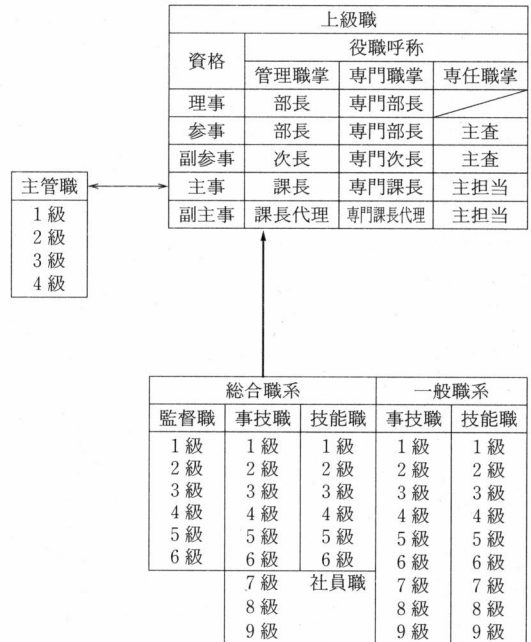 上級職
資格 役職呼称
管理職掌 専門職掌 専任職掌
理事 部長 専門部長
参事 部長 専門部長 主査
副参事 次長 専門次長 主査
主事 課長 専門課長 主担当
副主事 課長代理 専門課長代理 主担当
主管職
1級
2級
3級
4級
総合職系 一般職系
監督職 事技職 技能職 事技職 技能職
1級 1級 1級 1級 1級
2級 2級 2級 2級 2級
3級 3級 3級 3級 3級
4級 4級 4級 4級 4級
5級 5級 5級 5級 5級
6級 6級 6級 6級 6級
7級 社員職 7級 7級
8級 8級 8級
9級 9級 9級